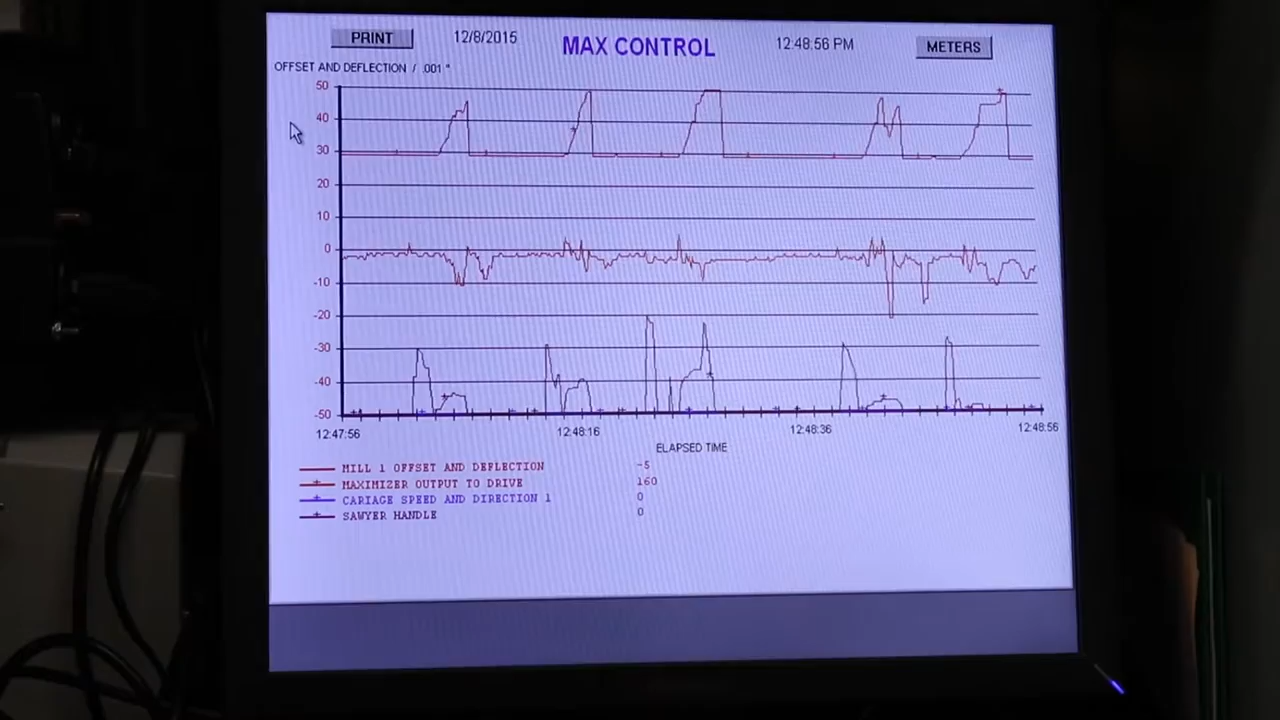 PRINT 12/8/2015 MAX CONTROL 12:48:56 PM METERS
OFFSET AND DEFLECTION / .001 "
50
40
30
20
10
0
-10
-20
-30
-40
-50
12:47:56 12:48:16 12:48:36 12:48:56
ELAPSED TIME
MILL 1 OFFSET AND DEFLECTION -5
MAXIMIZER OUTPUT TO DRIVE 160
CARIAGE SPEED AND DIRECTION 1 0
SAWYER HANDLE 0